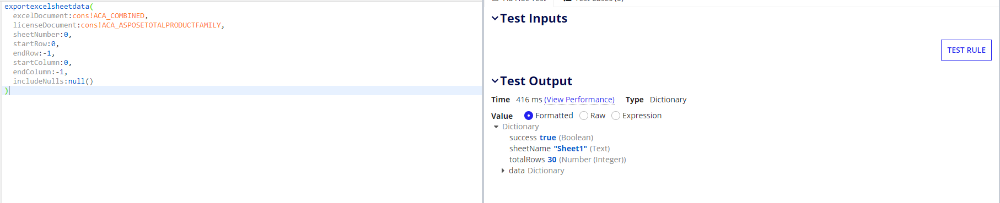 exportexcelsheetdata(
excelDocument:cons!ACA_COMBINED,
licenseDocument:cons!ACA_ASPOSETOTALPRODUCTFAMILY,
sheetNumber:0,
startRow:0,
endRow:-1,
startColumn:0,
endColumn:-1,
includeNulls:null()
)
Test Inputs
TEST RULE
Test Output
Time 416 ms (View Performance) Type Dictionary
Value Formatted Raw Expression
Dictionary
success true (Boolean)
sheetName "Sheet1" (Text)
totalRows 30 (Number (Integer))
data Dictionary